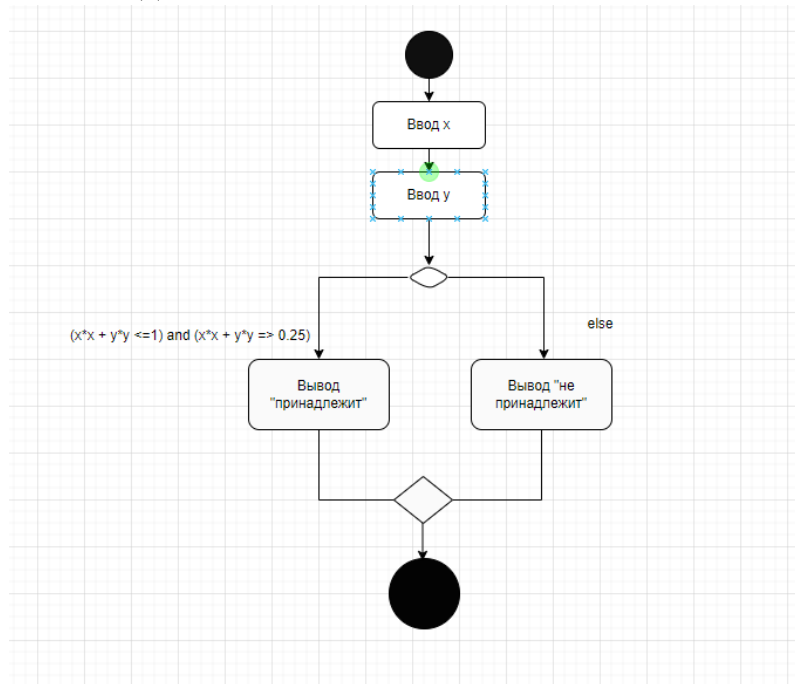 Ввод x
Ввод y
(x*x + y*y <=1) and (x*x + y*y => 0.25)
else
Вывод
"принадлежит"
Вывод "не
принадлежит"